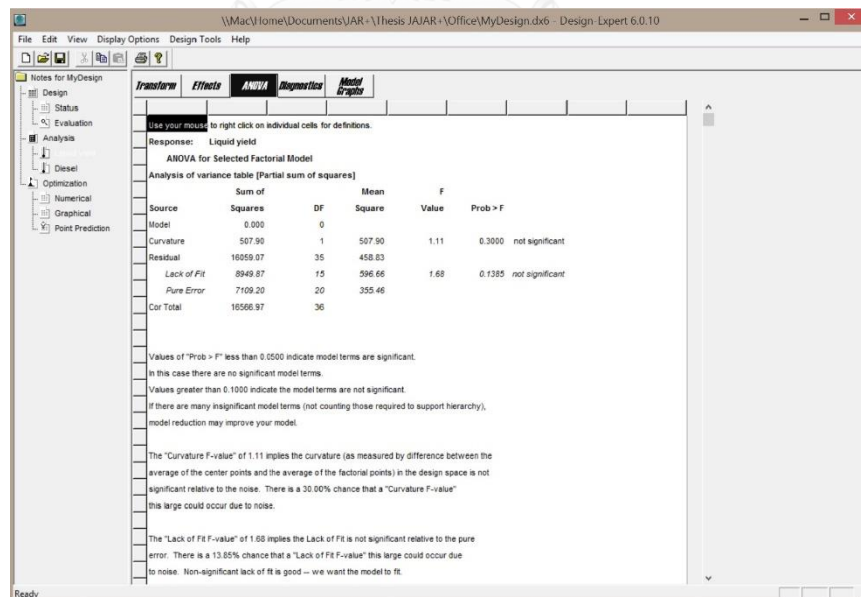 \\Mac\Home\Documents\JAR+\Thesis JAJAR+\Office\MyDesign.dx6 - Design-Expert 6.0.10
File Edit View Display Options Design Tools Help
Notes for MyDesign
Design
Status
Evaluation
Analysis
Diesel
Optimization
Numerical
Graphical
Point Prediction
Transform Effects ANOVA Diagnostics Model Graphs
Use your mouse to right click on individual cells for definitions.
Response: Liquid yield
ANOVA for Selected Factorial Model
Analysis of variance table [Partial sum of squares]
Sum of Mean F
Source Squares DF Square Value Prob > F
Model 0.000 0
Curvature 507.90 1 507.90 1.11 0.3000 not significant
Residual 16059.07 35 458.83
Lack of Fit 8949.87 15 596.66 1.68 0.1385 not significant
Pure Error 7109.20 20 355.46
Cor Total 16566.97 36
Values of "Prob > F" less than 0.0500 indicate model terms are significant.
In this case there are no significant model terms.
Values greater than 0.1000 indicate the model terms are not significant.
If there are many insignificant model terms (not counting those required to support hierarchy),
model reduction may improve your model.
The "Curvature F-value" of 1.11 implies the curvature (as measured by difference between the
average of the center points and the average of the factorial points) in the design space is not
significant relative to the noise. There is a 30.00% chance that a "Curvature F-value"
this large could occur due to noise.
The "Lack of Fit F-value" of 1.68 implies the Lack of Fit is not significant relative to the pure
error. There is a 13.85% chance that a "Lack of Fit F-value" this large could occur due
to noise. Non-significant lack of fit is good -- we want the model to fit.
Ready